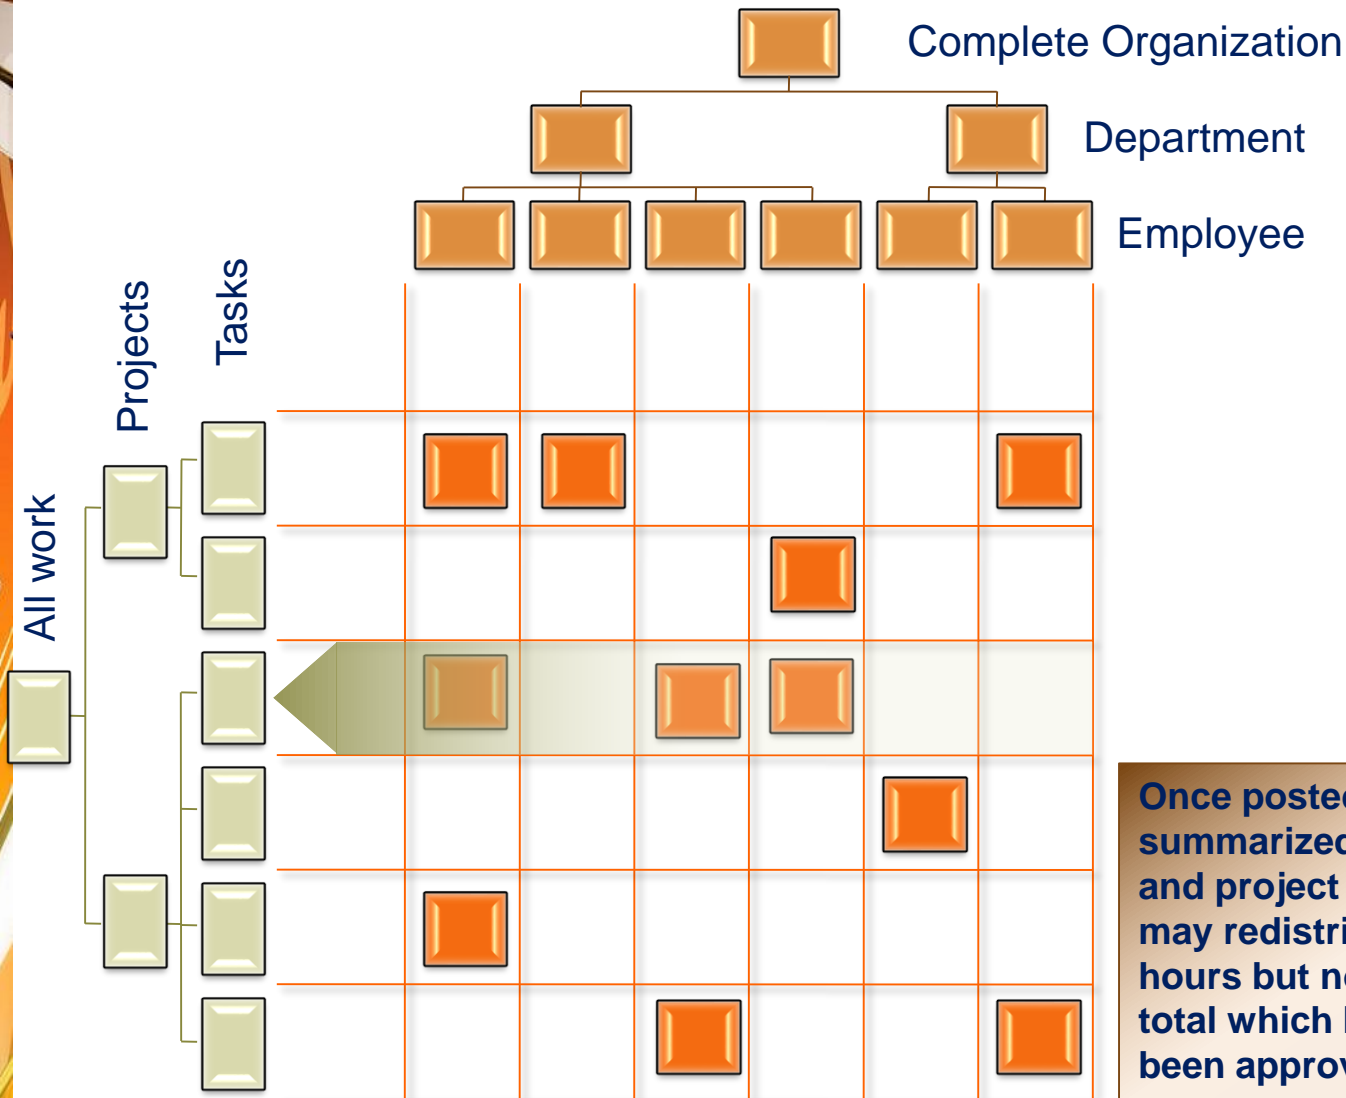 Complete Organization
Department
Employee
Tasks
Projects
All work
Once poste
summarized
and project
may redistri
hours but n
total which
been approv